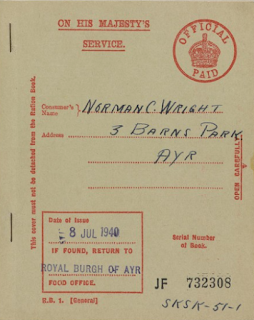 ON HIS MAJESTY'S
SERVICE.
OFFICIAL
PAID
Consumer's Name } NORMAN C. WRIGHT
Address 3 BARNS PARK
AYR
This cover must not be detached from the Ration Book.
OPEN CAREFULLY
Date of Issue
8 JUL 1940
IF FOUND, RETURN TO
ROYAL BURGH OF AYR
FOOD OFFICE.
Serial Number
of Book.
JF 732308
R.B. 1. [General]
SKSK-51-1